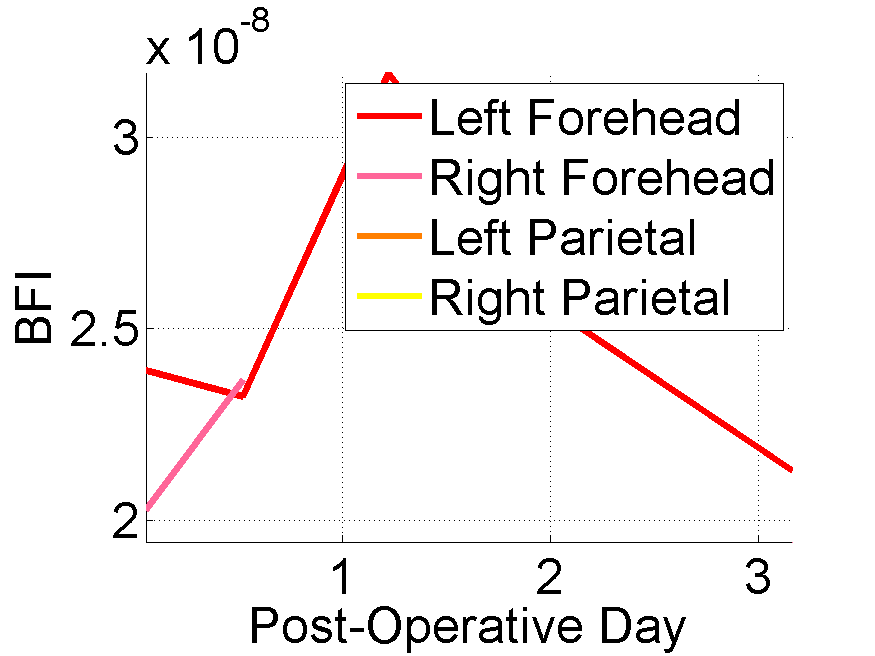 x 10^-8
3
2.5
2
BFI
Left Forehead
Right Forehead
Left Parietal
Right Parietal
1 2 3
Post-Operative Day